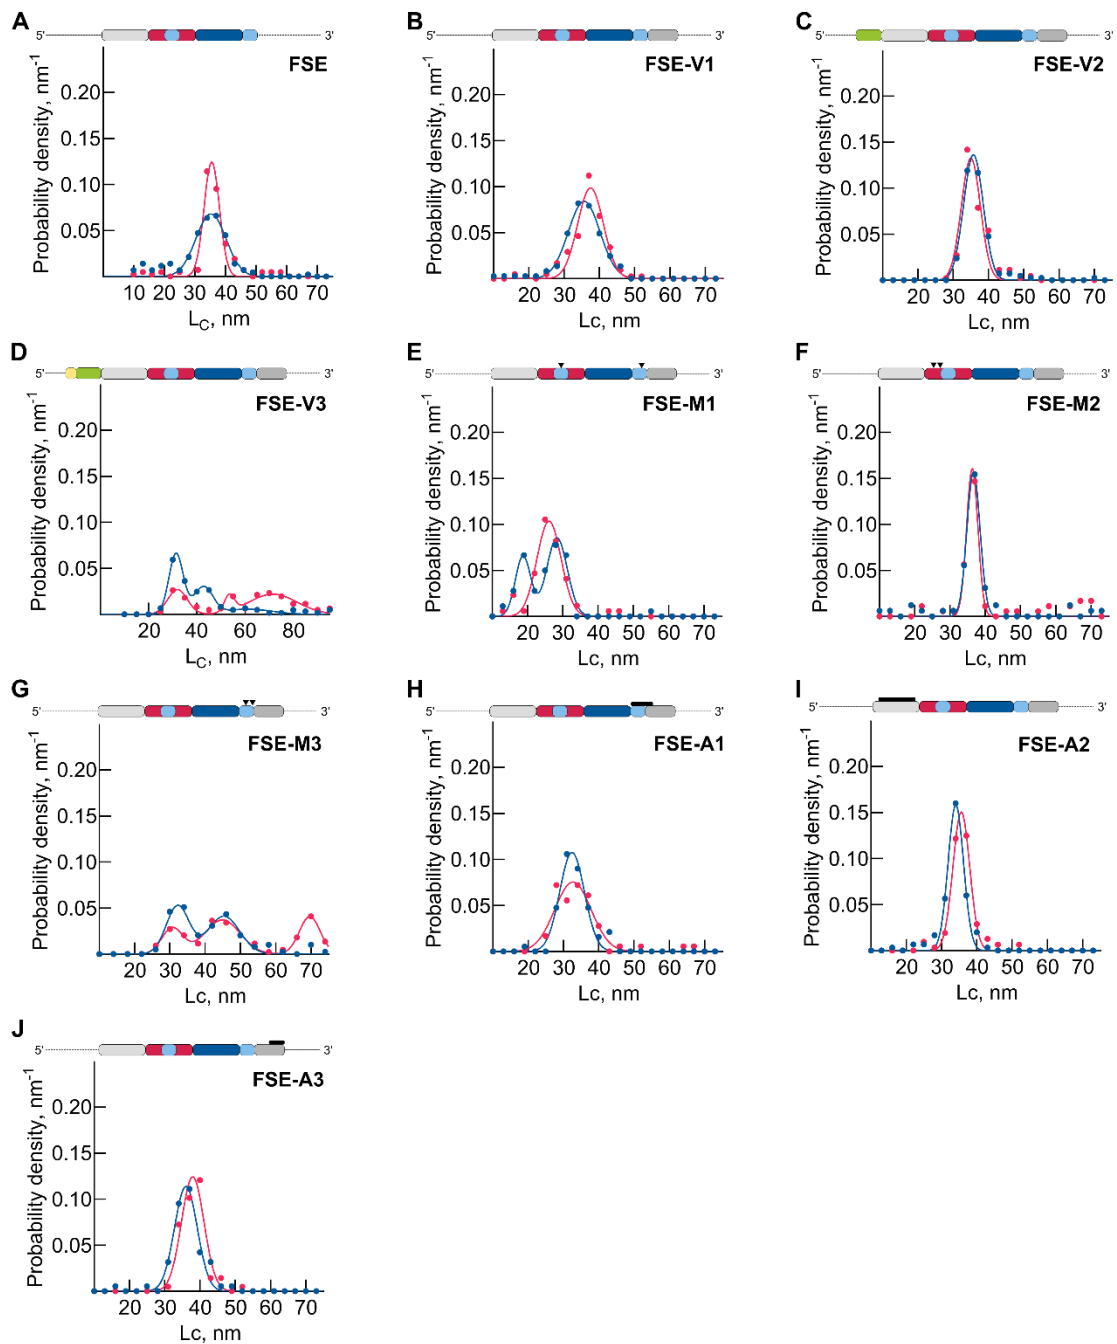 A
5' 3'
FSE
Probability density, nm⁻¹
0.20
0.15
0.10
0.05
10 20 30 40 50 60 70
L_C, nm
B
5' 3'
FSE-V1
Probability density, nm⁻¹
0.20
0.15
0.10
0.05
20 30 40 50 60 70
Lc, nm
C
5' 3'
FSE-V2
Probability density, nm⁻¹
0.20
0.15
0.10
0.05
20 30 40 50 60 70
Lc, nm
D
5' 3'
FSE-V3
Probability density, nm⁻¹
0.20
0.15
0.10
0.05
20 40 60 80
L_C, nm
E
5' 3'
FSE-M1
Probability density, nm⁻¹
0.20
0.15
0.10
0.05
20 30 40 50 60 70
Lc, nm
F
5' 3'
FSE-M2
Probability density, nm⁻¹
0.20
0.15
0.10
0.05
20 30 40 50 60 70
Lc, nm
G
5' 3'
FSE-M3
Probability density, nm⁻¹
0.20
0.15
0.10
0.05
20 30 40 50 60 70
Lc, nm
H
5' 3'
FSE-A1
Probability density, nm⁻¹
0.20
0.15
0.10
0.05
20 30 40 50 60 70
Lc, nm
I
5' 3'
FSE-A2
Probability density, nm⁻¹
0.20
0.15
0.10
0.05
20 30 40 50 60 70
Lc, nm
J
5' 3'
FSE-A3
Probability density, nm⁻¹
0.20
0.15
0.10
0.05
20 30 40 50 60 70
Lc, nm